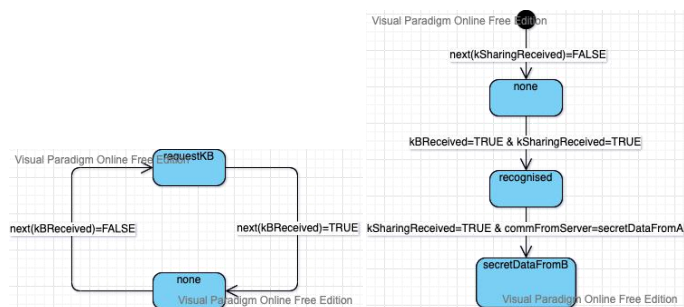 Visual Paradigm Online Free Edition
requestKB
next(kBReceived)=FALSE
next(kBReceived)=TRUE
none
Visual Paradigm Online Free Edition
Visual Paradigm Online Free Edition
next(kSharingReceived)=FALSE
none
kBReceived=TRUE & kSharingReceived=TRUE
recognised
kSharingReceived=TRUE & commFromServer=secretDataFromA
secretDataFromB
Visual Paradigm Online Free Edition